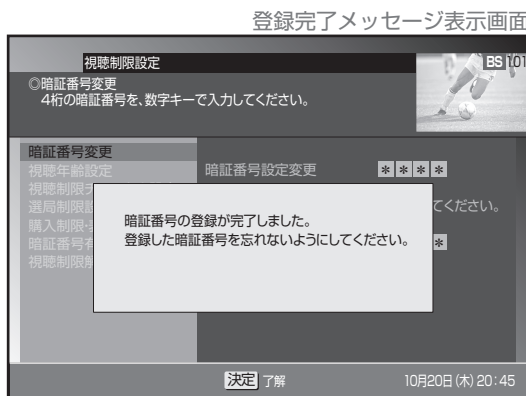 登録完了メッセージ表示画面
視聴制限設定
BS 101
◎暗証番号変更
4桁の暗証番号を、数字キーで入力してください。
暗証番号変更
視聴年齢設定
暗証番号設定変更 * * * *
視聴制限
選局制限設
てください。
購入制限・
暗証番号有
*
視聴制限解
暗証番号の登録が完了しました。
登録した暗証番号を忘れないようにしてください。
決定 了解
10月20日(木)20:45